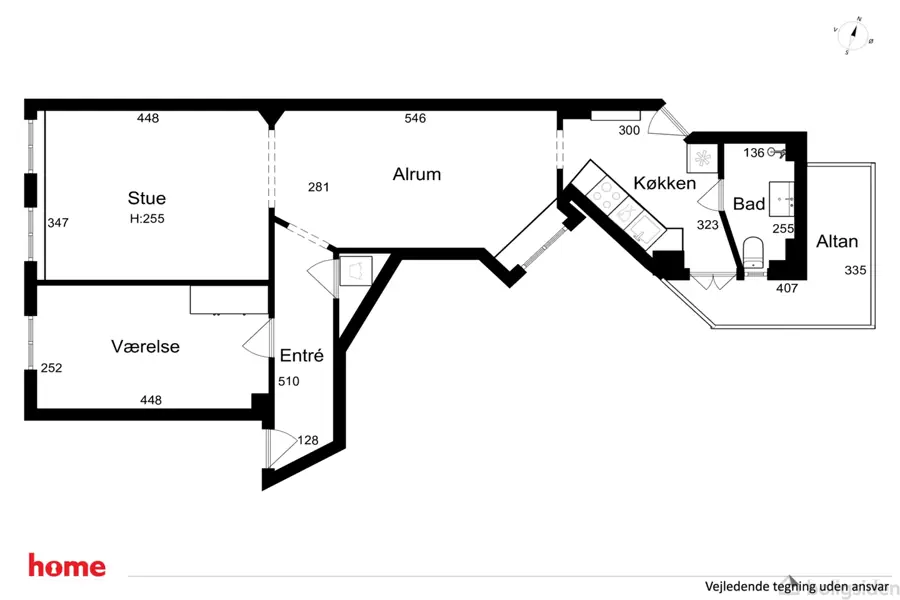 N
V
Ø
S
448
546
300
136
Alrum
281
Køkken
Stue
H:255
Bad
347
323
255
Altan
335
407
Værelse
Entré
252
510
448
128
home
Vejledende tegning uden ansvar
boligsiden